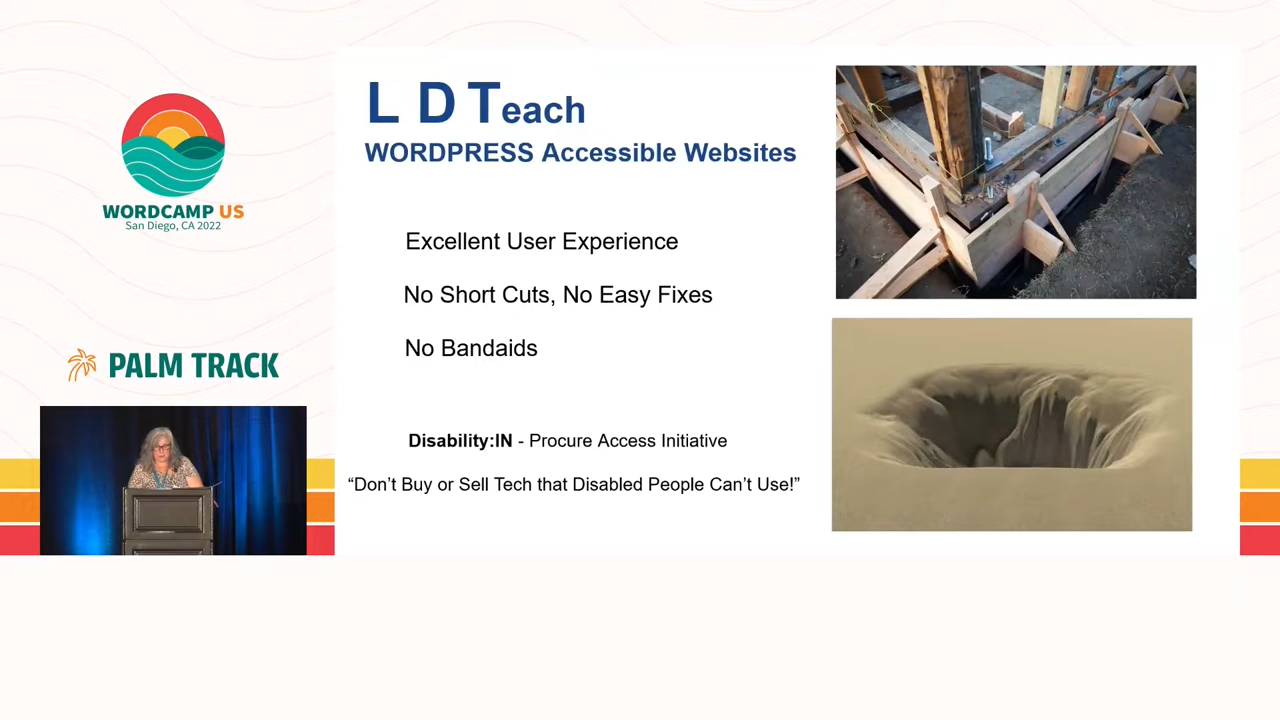 WORDCAMP US
San Diego, CA 2022
PALM TRACK
L D Teach
WORDPRESS Accessible Websites
Excellent User Experience
No Short Cuts, No Easy Fixes
No Bandaids
Disability:IN - Procure Access Initiative
“Don’t Buy or Sell Tech that Disabled People Can’t Use!”